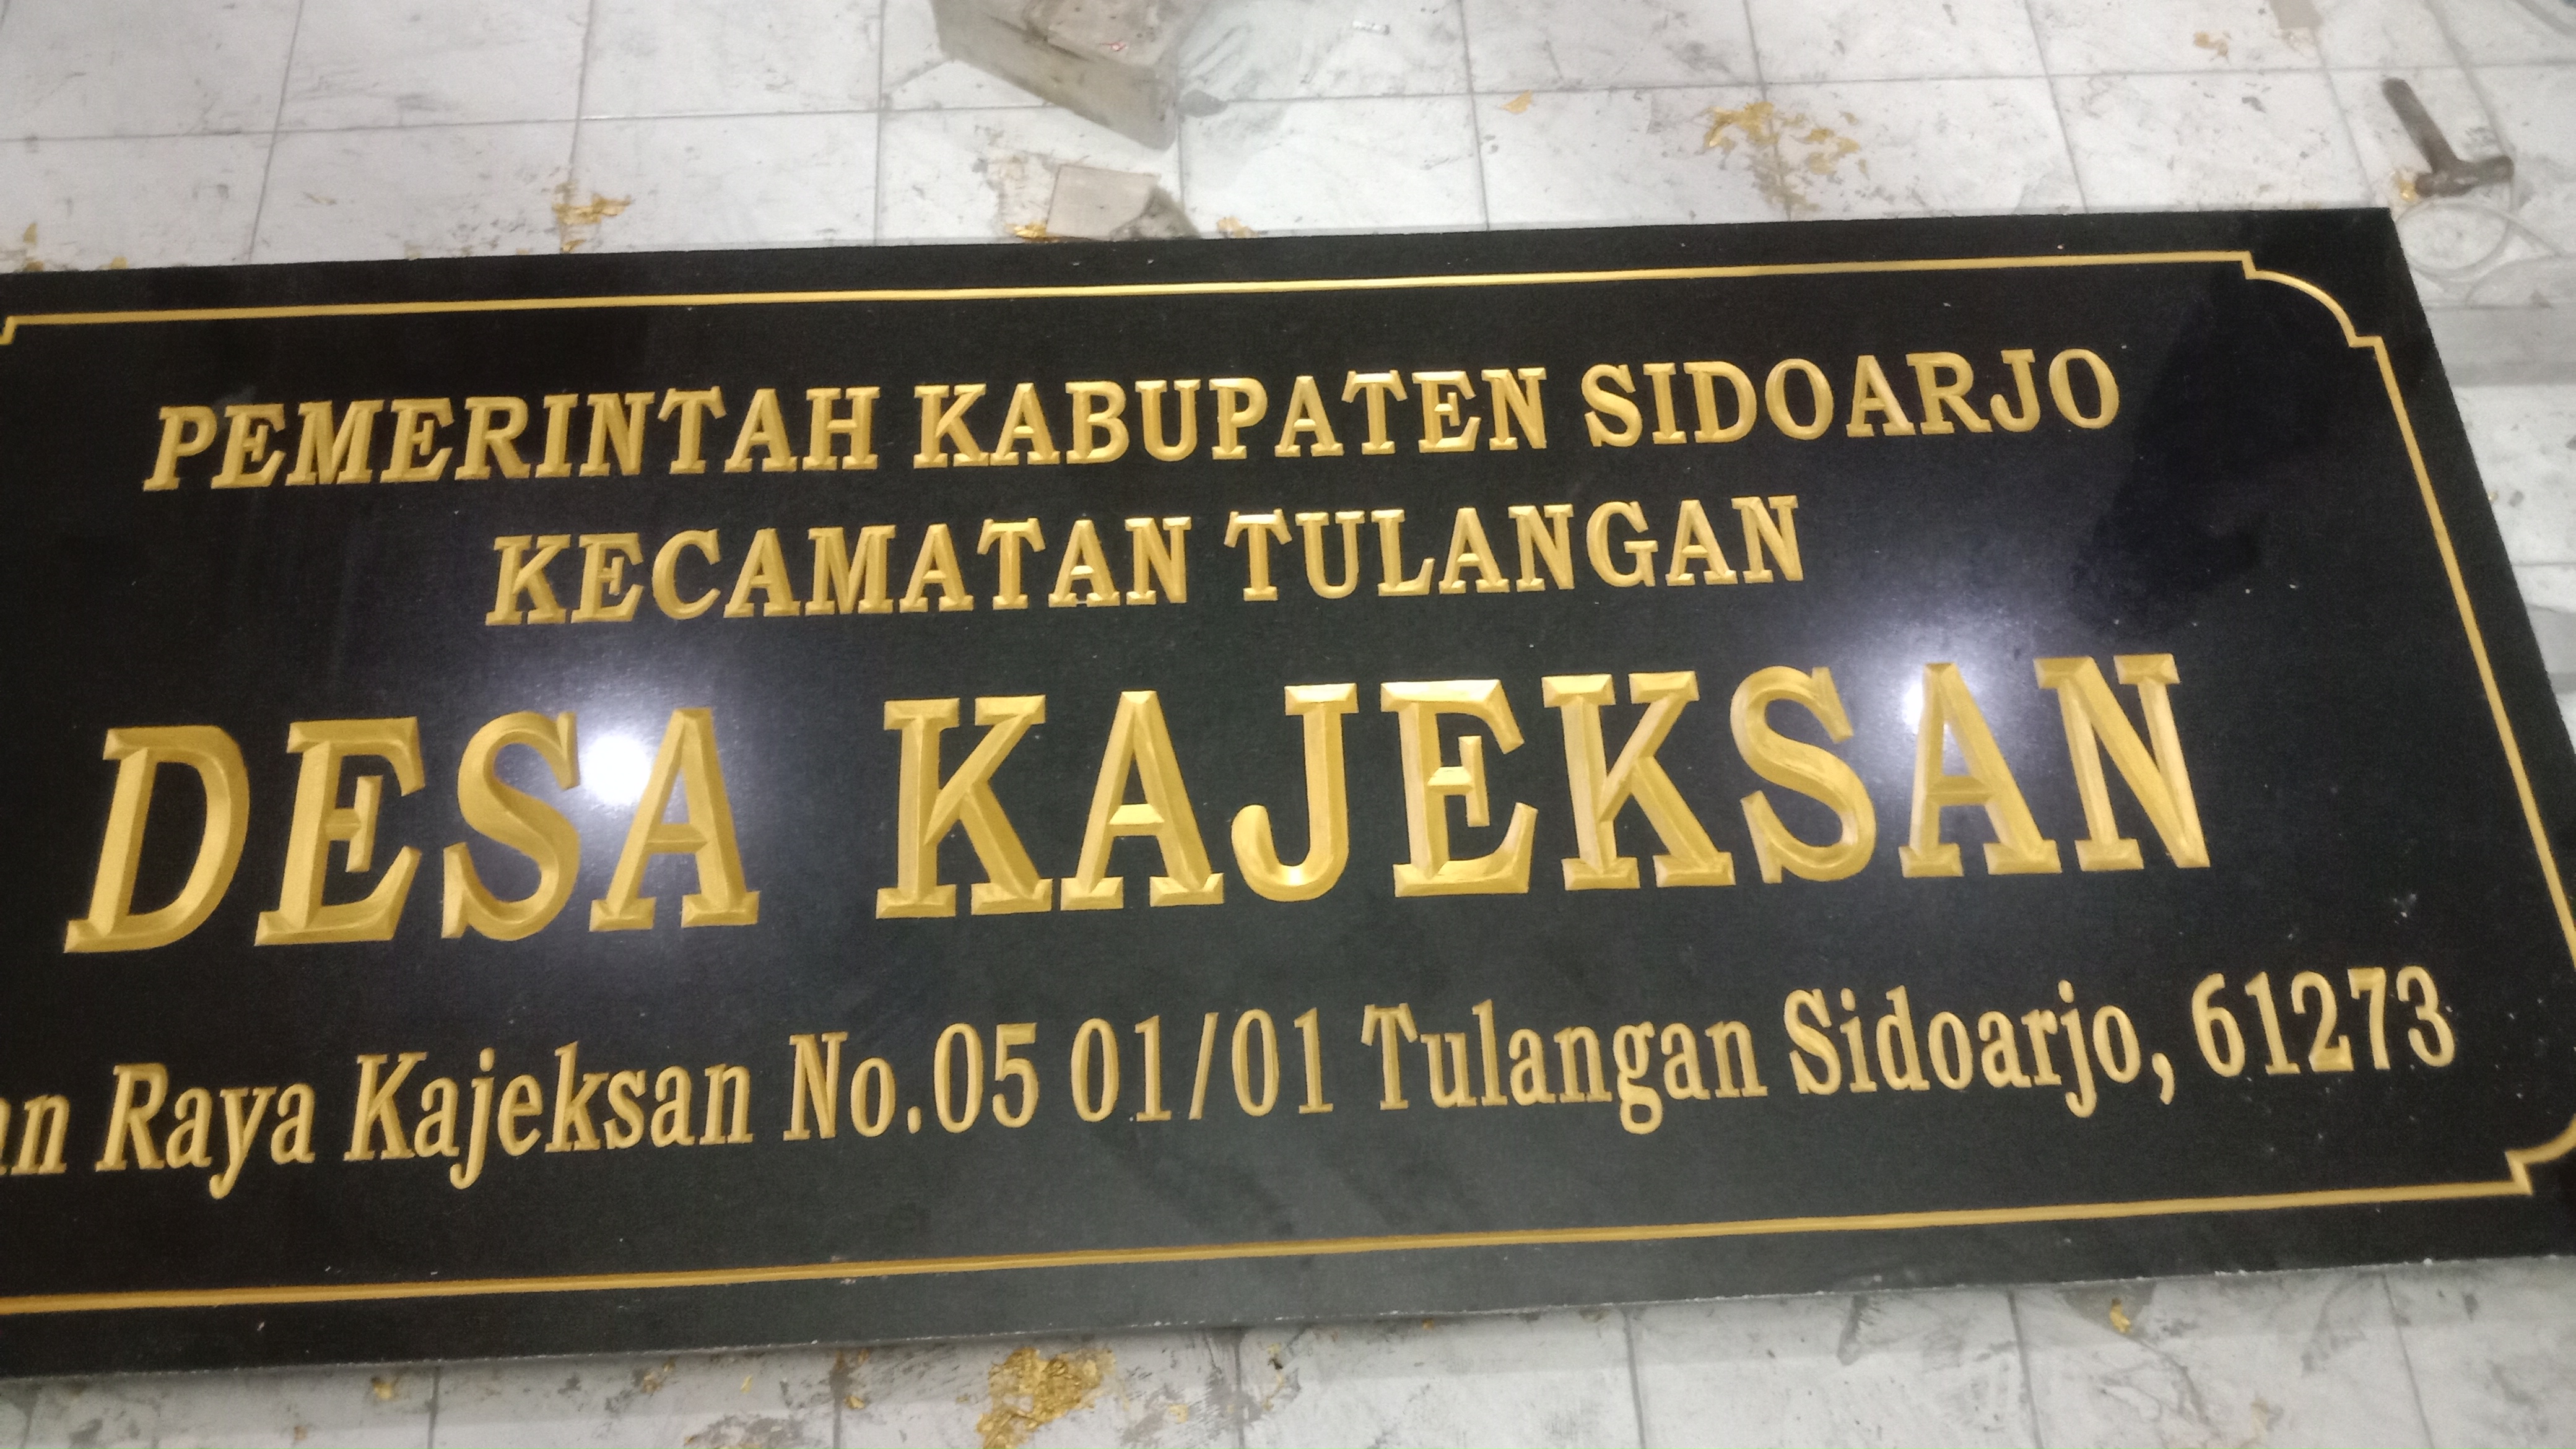 PEMERINTAH KABUPATEN SIDOARJO
KECAMATAN TULANGAN
DESA KAJEKSAN
Raya Kajeksan No.05 01/01 Tulangan Sidoarjo, 61273